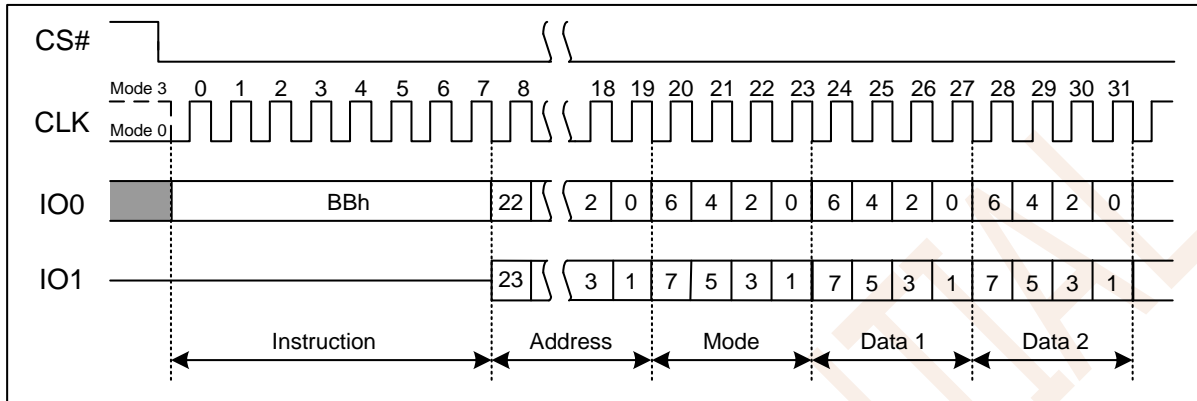 CS#
Mode 3 0 1 2 3 4 5 6 7 8 18 19 20 21 22 23 24 25 26 27 28 29 30 31
CLK
Mode 0
IO0 BBh 22 2 0 6 4 2 0 6 4 2 0 6 4 2 0
IO1 23 3 1 7 5 3 1 7 5 3 1 7 5 3 1
Instruction Address Mode Data 1 Data 2